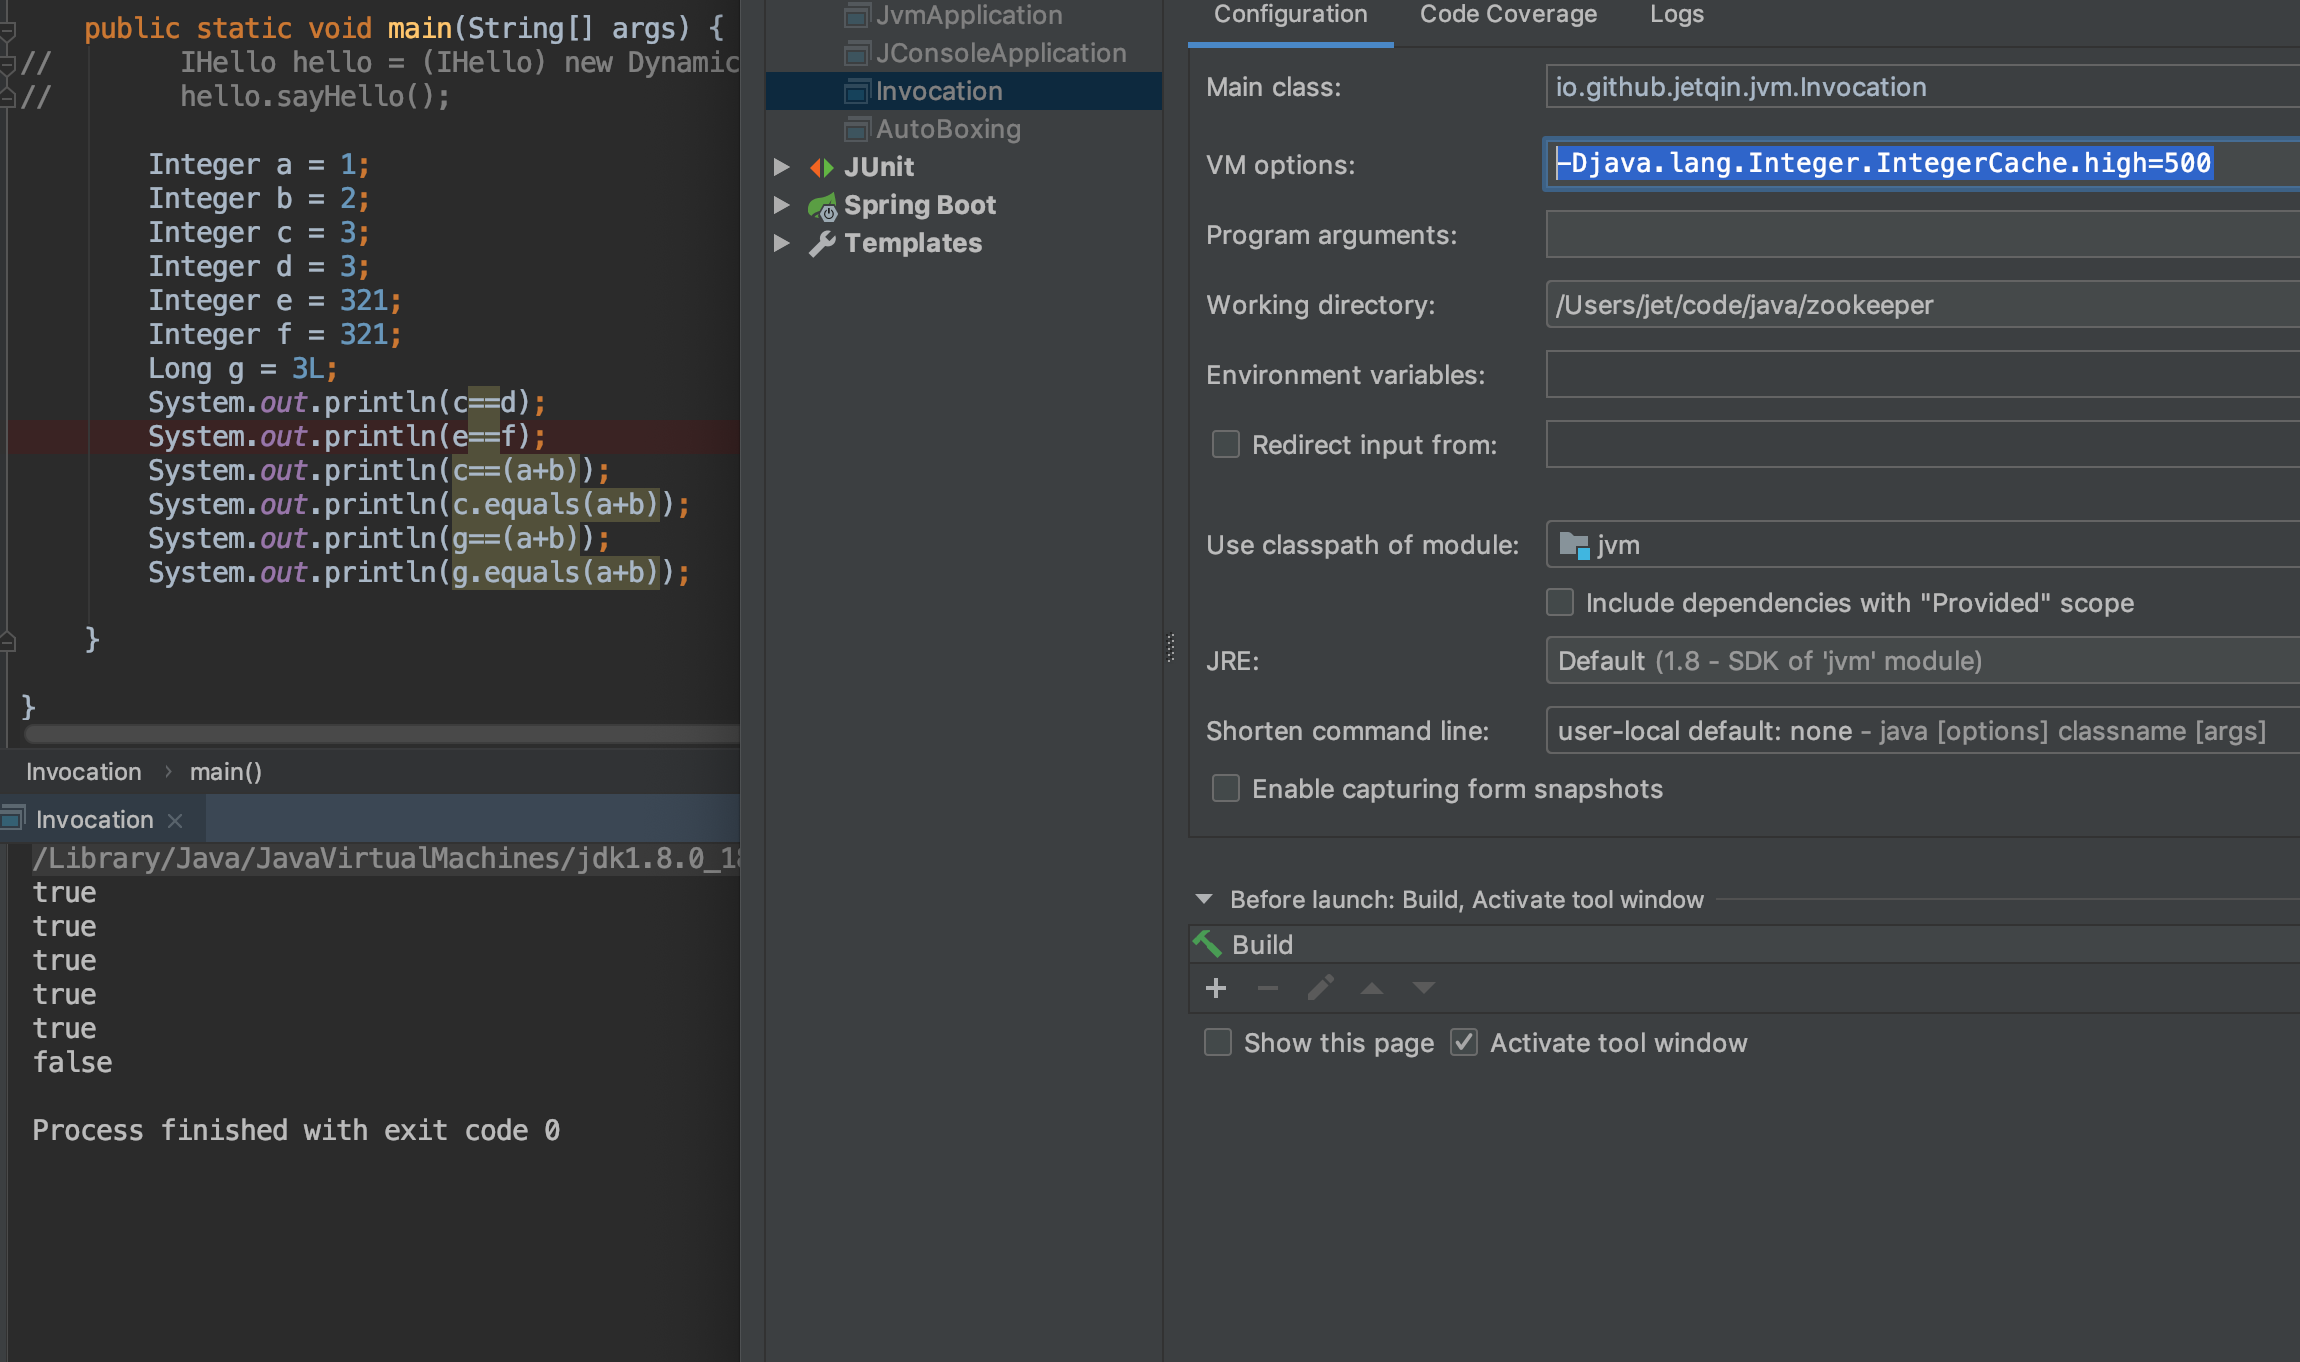 public static void main(String[] args) {
//        IHello hello = (IHello) new Dynamic
//        hello.sayHello();
Integer a = 1;
Integer b = 2;
Integer c = 3;
Integer d = 3;
Integer e = 321;
Integer f = 321;
Long g = 3L;
System.out.println(c==d);
System.out.println(e==f);
System.out.println(c==(a+b));
System.out.println(c.equals(a+b));
System.out.println(g==(a+b));
System.out.println(g.equals(a+b));
}
}
Invocation › main()
Invocation ×
/Library/Java/JavaVirtualMachines/jdk1.8.0_18
true
true
true
true
true
false
Process finished with exit code 0
JvmApplication
JConsoleApplication
Invocation
AutoBoxing
JUnit
Spring Boot
Templates
Configuration Code Coverage Logs
Main class: io.github.jetqin.jvm.Invocation
VM options: -Djava.lang.Integer.IntegerCache.high=500
Program arguments:
Working directory: /Users/jet/code/java/zookeeper
Environment variables:
Redirect input from:
Use classpath of module: jvm
Include dependencies with "Provided" scope
JRE: Default (1.8 - SDK of 'jvm' module)
Shorten command line: user-local default: none - java [options] classname [args]
Enable capturing form snapshots
Before launch: Build, Activate tool window
Build
Show this page Activate tool window